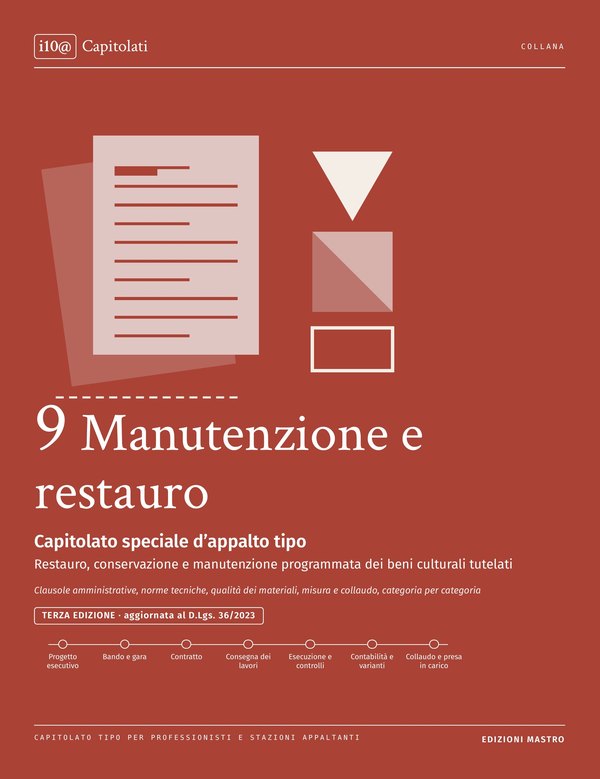 i10@ Capitolati
COLLANA
9 Manutenzione e
restauro
Capitolato speciale d’appalto tipo
Restauro, conservazione e manutenzione programmata dei beni culturali tutelati
Clausole amministrative, norme tecniche, qualità dei materiali, misura e collaudo, categoria per categoria
TERZA EDIZIONE · aggiornata al D.Lgs. 36/2023
Progetto
esecutivo
Bando e gara
Contratto
Consegna dei
lavori
Esecuzione e
controlli
Contabilità e
varianti
Collaudo e presa
in carico
CAPITOLATO TIPO PER PROFESSIONISTI E STAZIONI APPALTANTI
EDIZIONI MASTRO